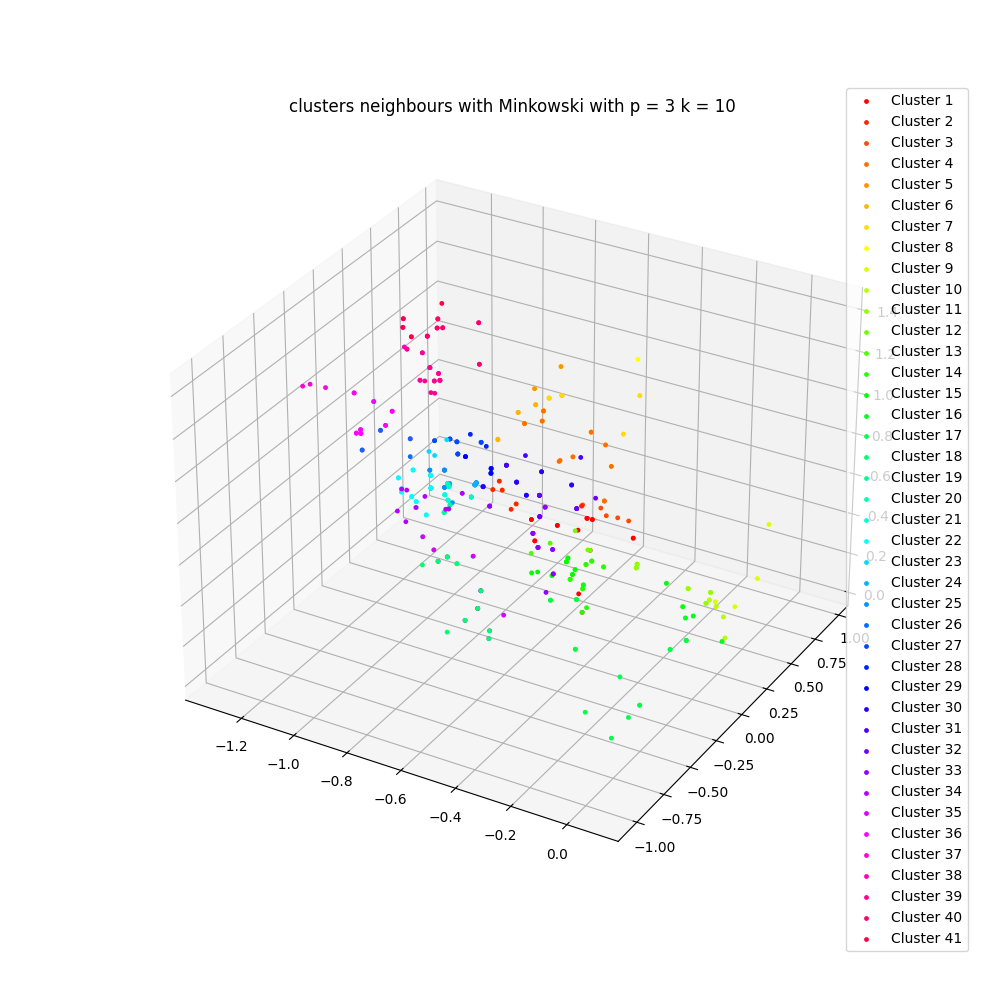 clusters neighbours with Minkowski with p = 3 k = 10
Cluster 1
Cluster 2
Cluster 3
Cluster 4
Cluster 5
Cluster 6
Cluster 7
Cluster 8
Cluster 9
Cluster 10
Cluster 11
Cluster 12
Cluster 13
Cluster 14
Cluster 15
Cluster 16
Cluster 17
Cluster 18
Cluster 19
Cluster 20
Cluster 21
Cluster 22
Cluster 23
Cluster 24
Cluster 25
Cluster 26
Cluster 27
Cluster 28
Cluster 29
Cluster 30
Cluster 31
Cluster 32
Cluster 33
Cluster 34
Cluster 35
Cluster 36
Cluster 37
Cluster 38
Cluster 39
Cluster 40
Cluster 41
1.4
1.2
1.0
0.8
0.6
0.4
0.2
0.0
1.00
0.75
0.50
0.25
0.00
−0.25
−0.50
−0.75
−1.00
−1.2
−1.0
−0.8
−0.6
−0.4
−0.2
0.0